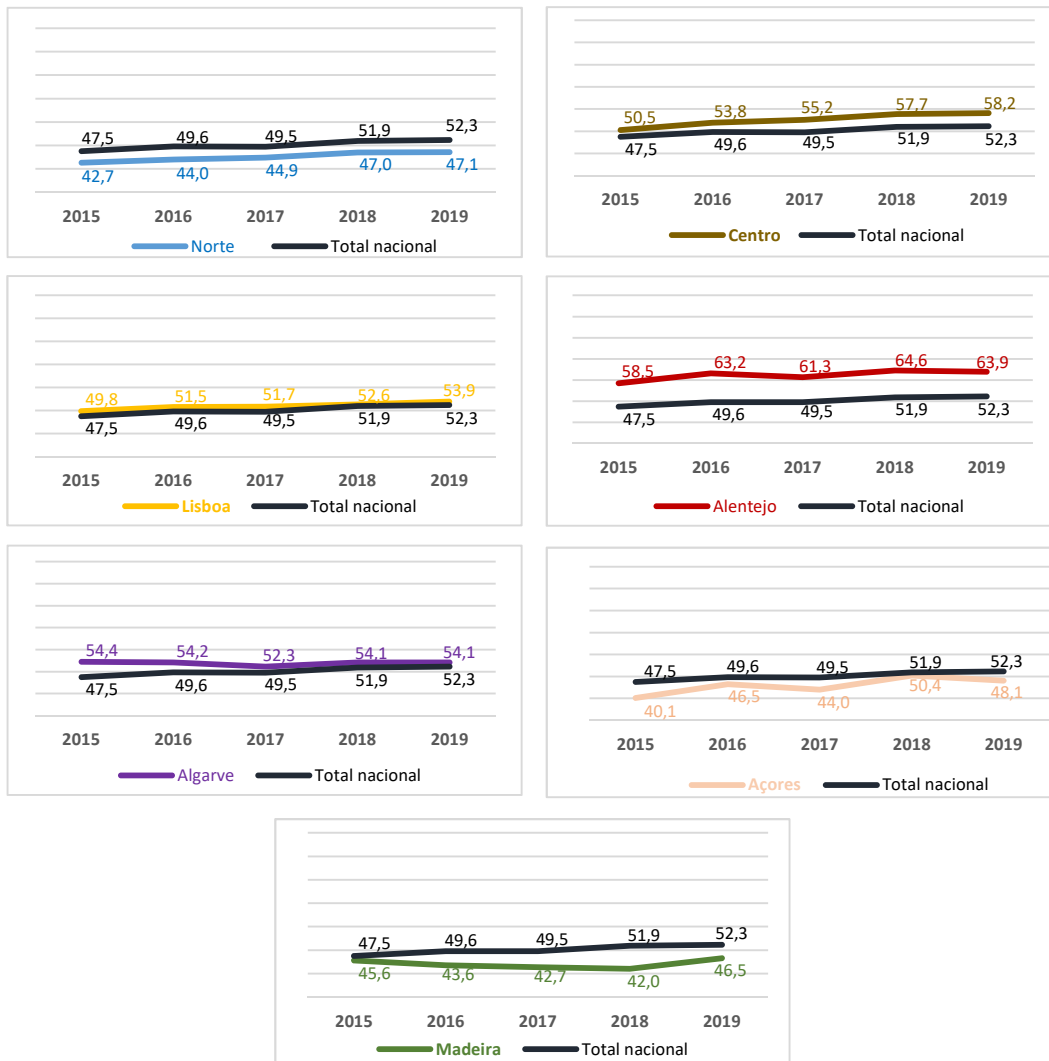 47,5 49,6 49,5 51,9 52,3
42,7 44,0 44,9 47,0 47,1
2015 2016 2017 2018 2019
Norte Total nacional
50,5 53,8 55,2 57,7 58,2
47,5 49,6 49,5 51,9 52,3
2015 2016 2017 2018 2019
Centro Total nacional
49,8 51,5 51,7 52,6 53,9
47,5 49,6 49,5 51,9 52,3
2015 2016 2017 2018 2019
Lisboa Total nacional
58,5 63,2 61,3 64,6 63,9
47,5 49,6 49,5 51,9 52,3
2015 2016 2017 2018 2019
Alentejo Total nacional
54,4 54,2 52,3 54,1 54,1
47,5 49,6 49,5 51,9 52,3
2015 2016 2017 2018 2019
Algarve Total nacional
47,5 49,6 49,5 51,9 52,3
40,1 46,5 44,0 50,4 48,1
2015 2016 2017 2018 2019
Açores Total nacional
47,5 49,6 49,5 51,9 52,3
45,6 43,6 42,7 42,0 46,5
2015 2016 2017 2018 2019
Madeira Total nacional